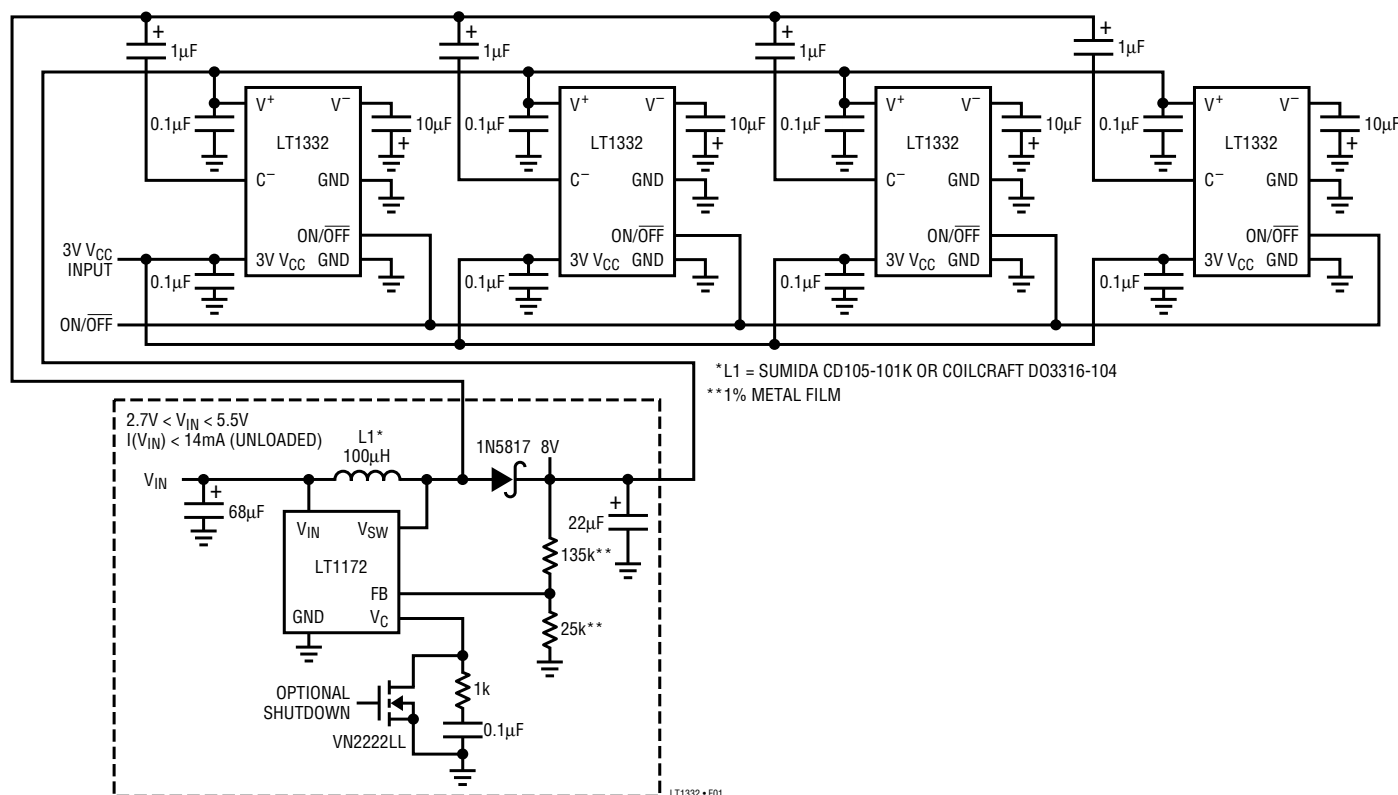 + 1µF + 1µF + 1µF + 1µF
V+ V− V+ V− V+ V− V+ V−
0.1µF 10µF 0.1µF 10µF 0.1µF 10µF 0.1µF 10µF
LT1332 LT1332 LT1332 LT1332
+ + + +
C− GND C− GND C− GND C− GND
ON/OFF ON/OFF ON/OFF ON/OFF
3V VCC
INPUT
3V VCC GND 3V VCC GND 3V VCC GND 3V VCC GND
0.1µF 0.1µF 0.1µF 0.1µF
ON/OFF
*L1 = SUMIDA CD105-101K OR COILCRAFT DO3316-104
**1% METAL FILM
2.7V < VIN < 5.5V
I(VIN) < 14mA (UNLOADED)
L1*
100µH
1N5817 8V
VIN
+
68µF
+
22µF
VIN VSW
LT1172
135k**
FB
GND VC
25k**
OPTIONAL
SHUTDOWN
1k
0.1µF
VN2222LL
LT1332 • F01